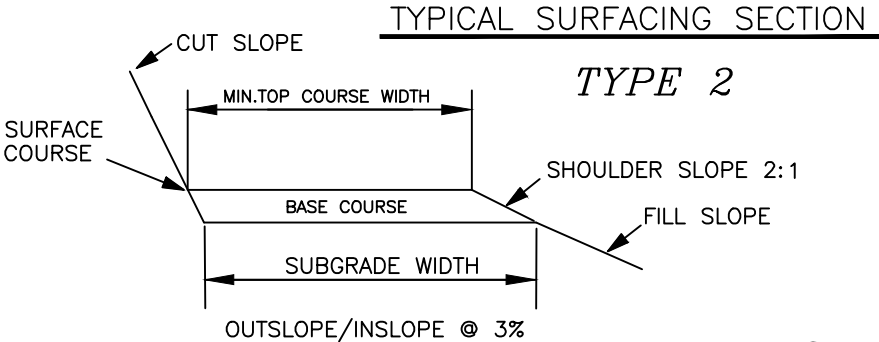 TYPICAL SURFACING SECTION
TYPE 2
CUT SLOPE
MIN.TOP COURSE WIDTH
SURFACE
COURSE
SHOULDER SLOPE 2:1
BASE COURSE
FILL SLOPE
SUBGRADE WIDTH
OUTSLOPE/INSLOPE @ 3%